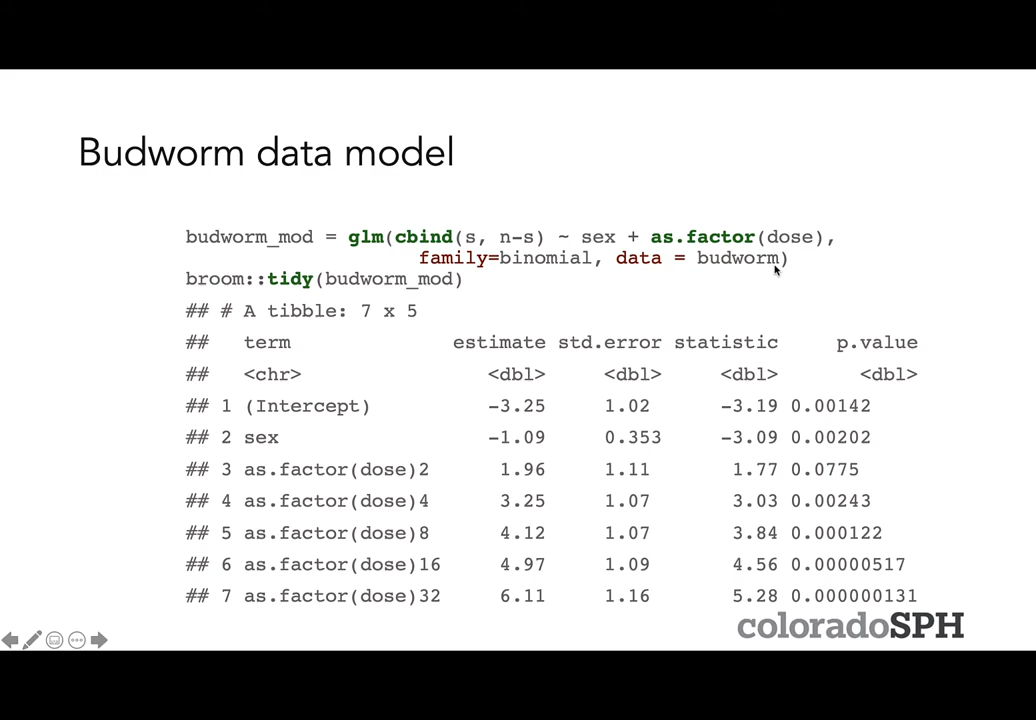 Budworm data model
budworm_mod = glm(cbind(s, n-s) ~ sex + as.factor(dose),
family=binomial, data = budworm)
broom::tidy(budworm_mod)
## # A tibble: 7 x 5
## term estimate std.error statistic p.value
## <chr> <dbl> <dbl> <dbl> <dbl>
## 1 (Intercept) -3.25 1.02 -3.19 0.00142
## 2 sex -1.09 0.353 -3.09 0.00202
## 3 as.factor(dose)2 1.96 1.11 1.77 0.0775
## 4 as.factor(dose)4 3.25 1.07 3.03 0.00243
## 5 as.factor(dose)8 4.12 1.07 3.84 0.000122
## 6 as.factor(dose)16 4.97 1.09 4.56 0.00000517
## 7 as.factor(dose)32 6.11 1.16 5.28 0.000000131
coloradoSPH